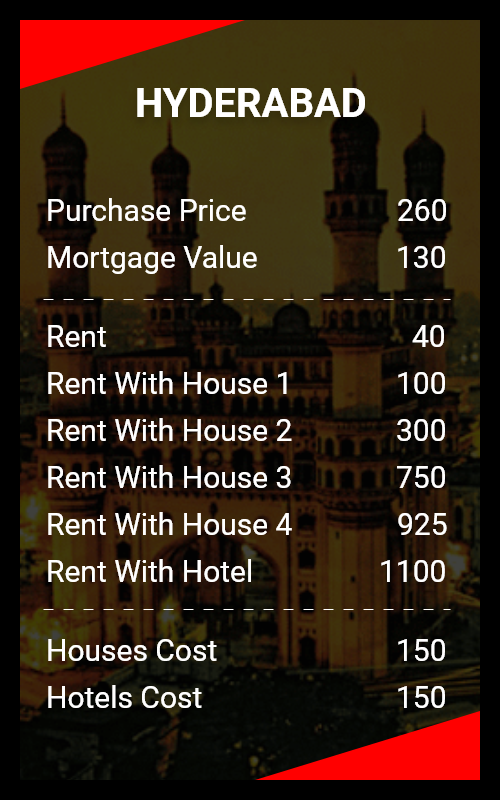 HYDERABAD
Purchase Price 260
Mortgage Value 130
Rent 40
Rent With House 1 100
Rent With House 2 300
Rent With House 3 750
Rent With House 4 925
Rent With Hotel 1100
Houses Cost 150
Hotels Cost 150